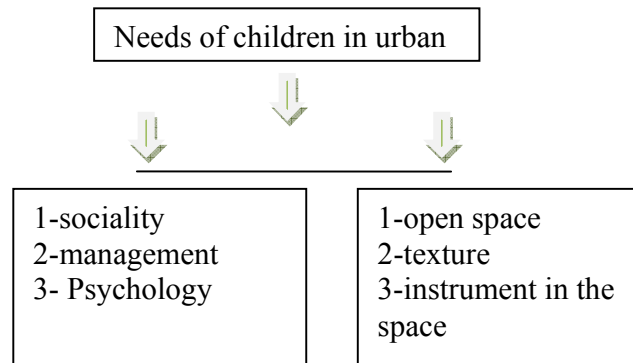 Needs of children in urban
1-sociality
2-management
3- Psychology
1-open space
2-texture
3-instrument in the
space